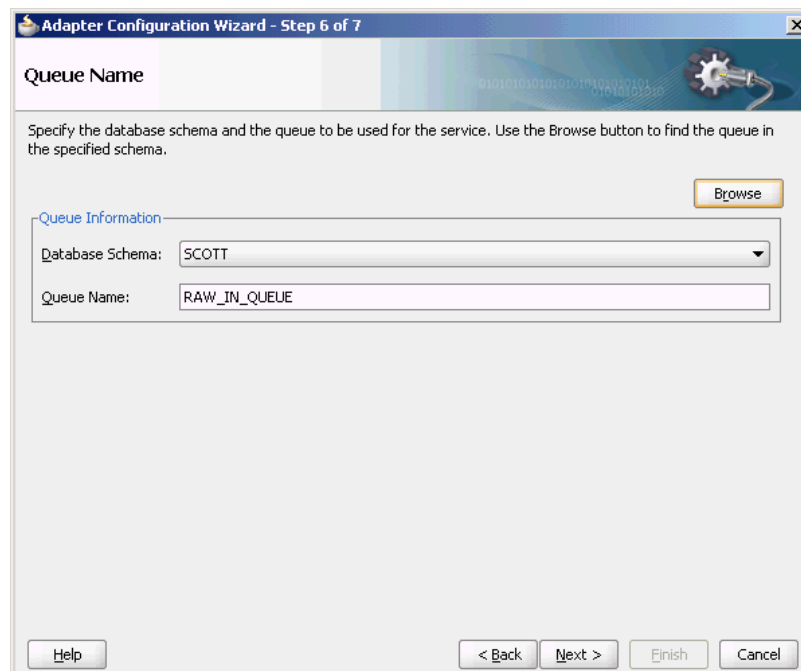 Adapter Configuration Wizard - Step 6 of 7
Queue Name
010101010101010101010101
01010101010
Specify the database schema and the queue to be used for the service. Use the Browse button to find the queue in
the specified schema.
Browse
Queue Information
Database Schema: SCOTT
Queue Name: RAW_IN_QUEUE
Help < Back Next > Finish Cancel